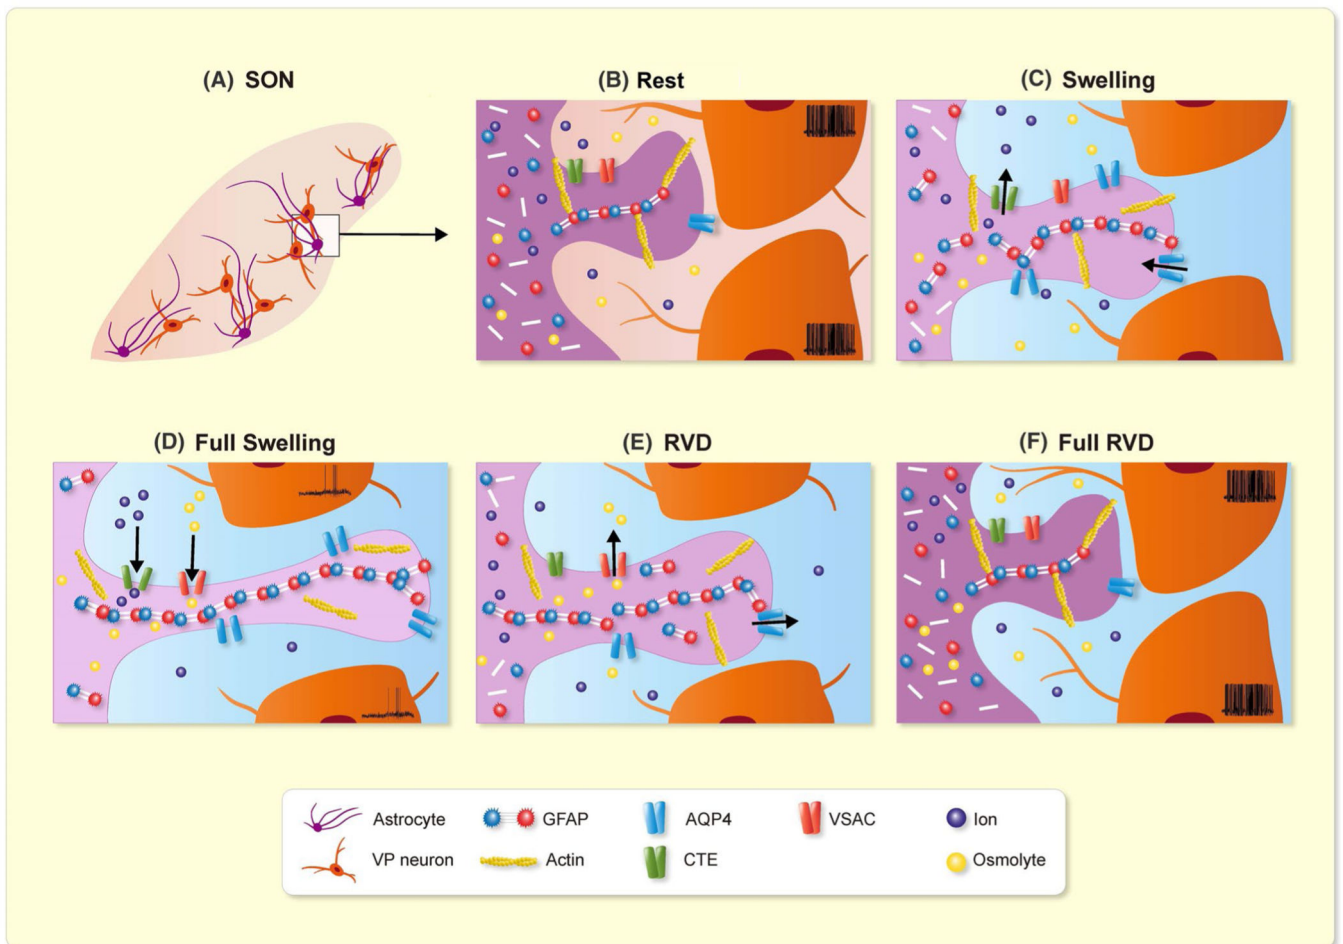 (A) SON
(B) Rest
(C) Swelling
(D) Full Swelling
(E) RVD
(F) Full RVD
Astrocyte
GFAP
AQP4
VSAC
Ion
VP neuron
Actin
CTE
Osmolyte